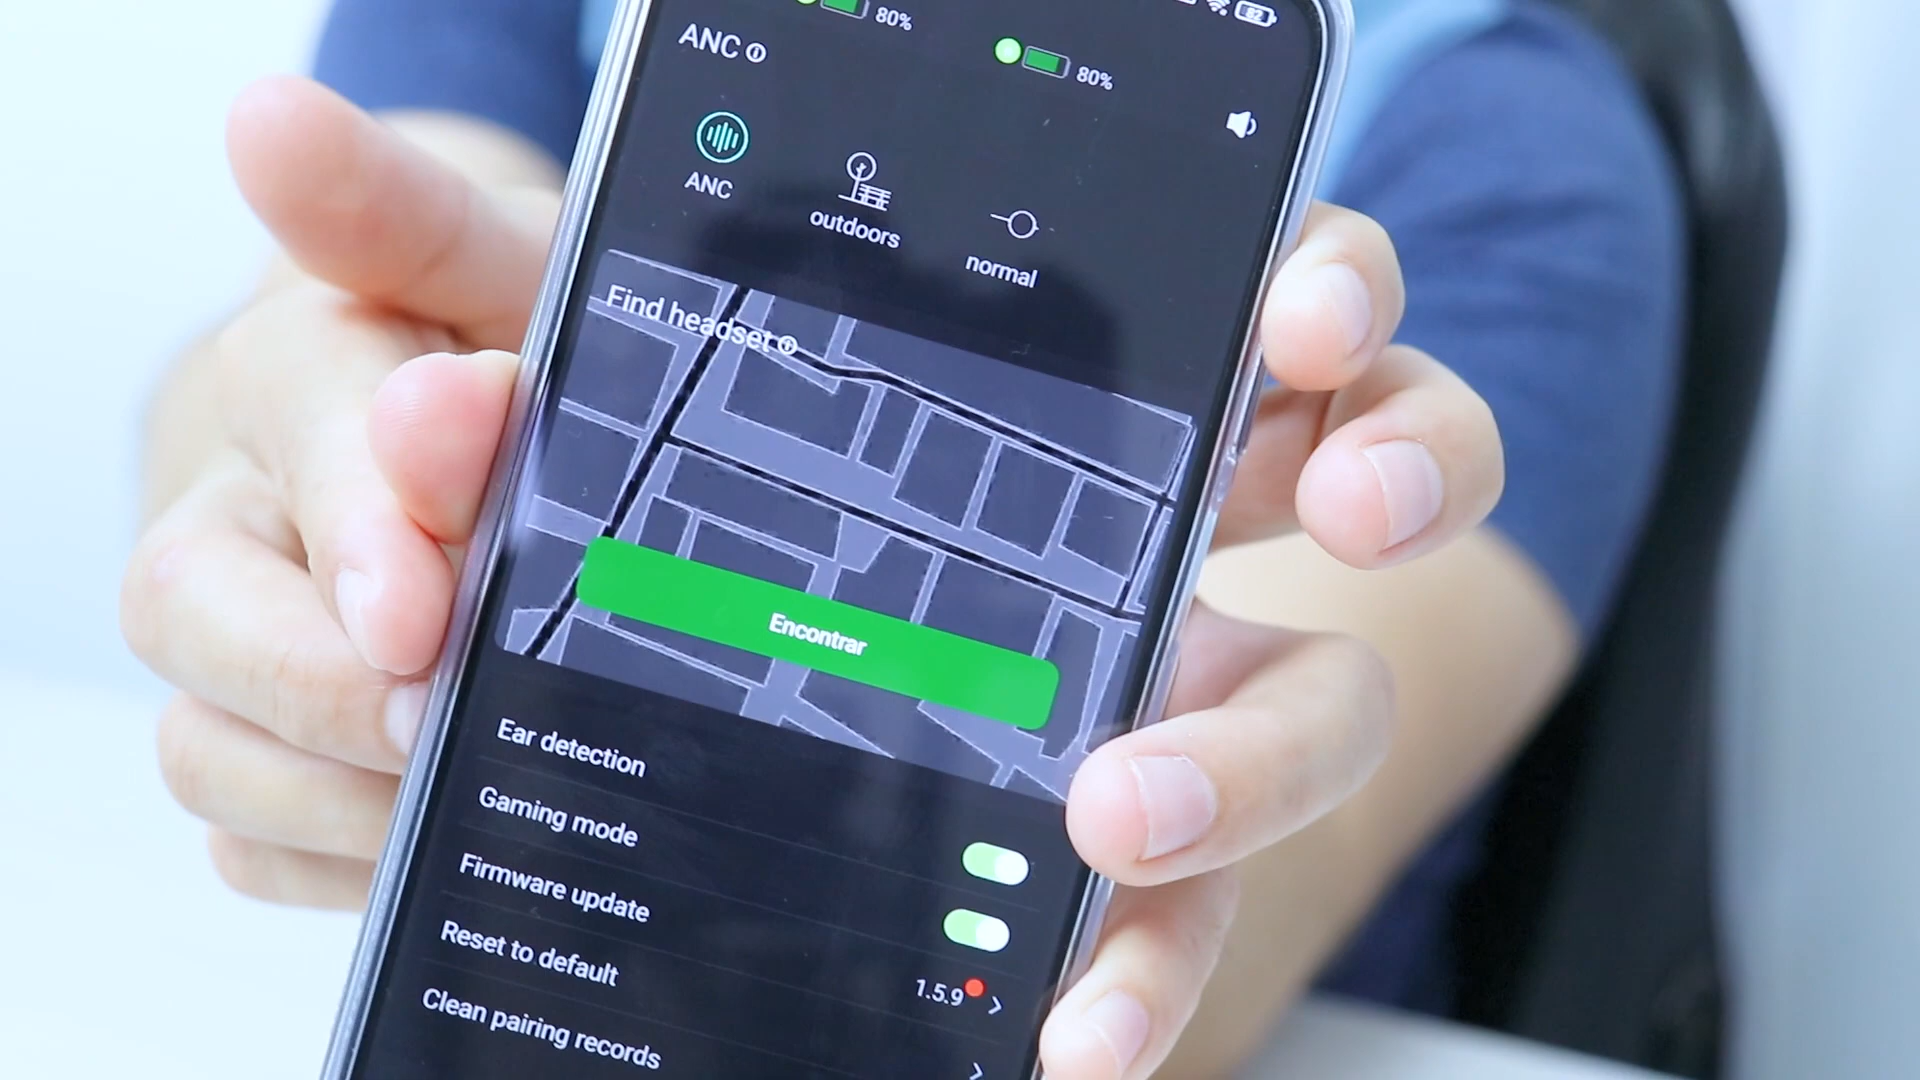 82
80%
80%
ANC
ANC
outdoors
normal
Find headset
Encontrar
Ear detection
Gaming mode
Firmware update
Reset to default
1.5.9
Clean pairing records